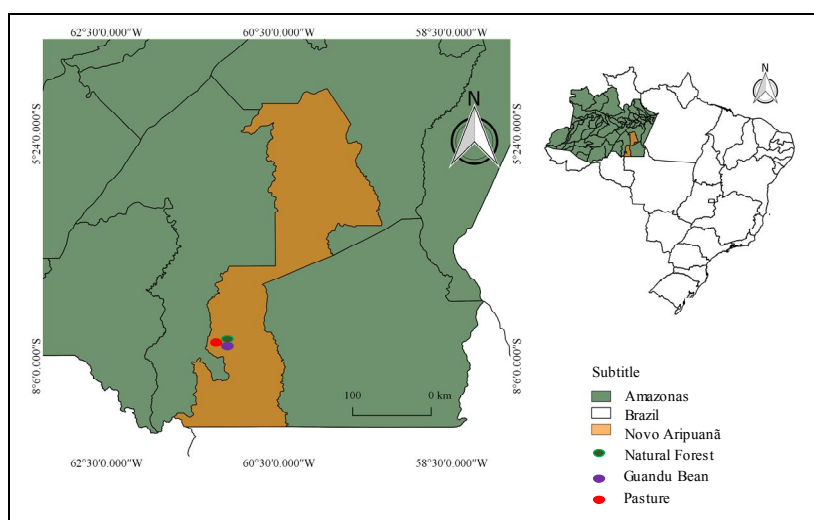 62°30'0.000"W
60°30'0.000"W
58°30'0.000"W
N
N
5°24'0.000"S
5°24'0.000"S
8°6'0.000"S
8°6'0.000"S
100
0 km
62°30'0.000"W
60°30'0.000"W
58°30'0.000"W
Subtitle
Amazonas
Brazil
Novo Aripuanã
Natural Forest
Guandu Bean
Pasture